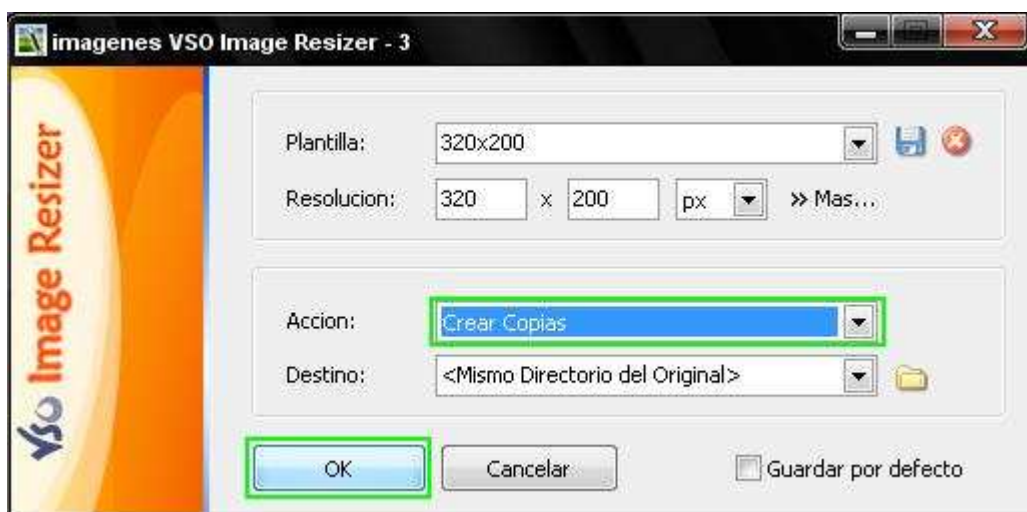 imagenes VSO Image Resizer - 3
VSO Image Resizer
Plantilla: 320x200
Resolucion: 320 x 200 px » Mas...
Accion: Crear Copias
Destino: <Mismo Directorio del Original>
OK Cancelar Guardar por defecto